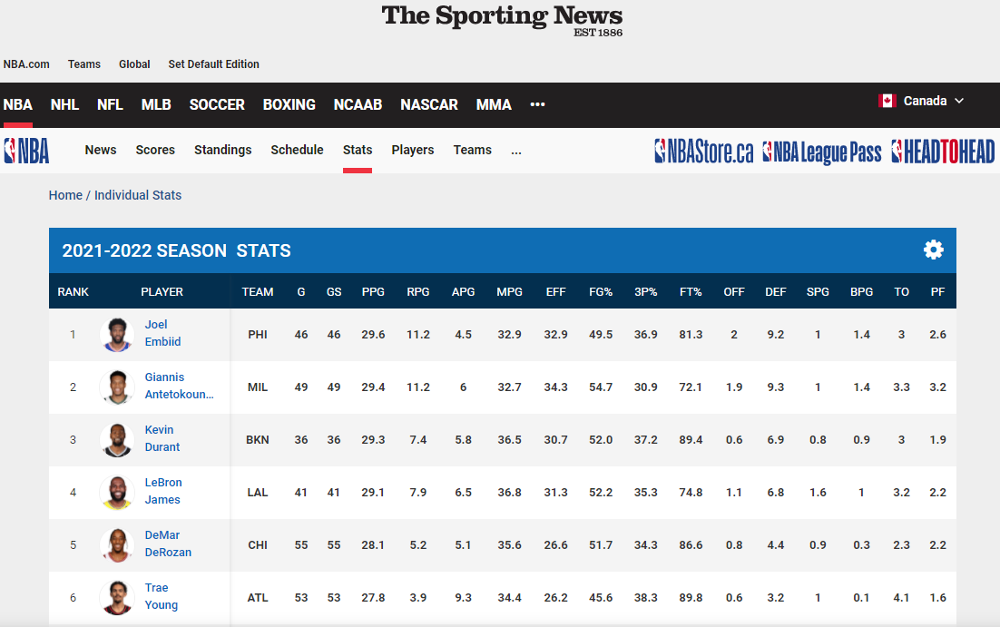 The Sporting News
EST 1886
NBA.com Teams Global Set Default Edition
NBA NHL NFL MLB SOCCER BOXING NCAAB NASCAR MMA ••• Canada
NBA News Scores Standings Schedule Stats Players Teams ... NBAStore.ca NBA League Pass HEADTOHEAD
Home / Individual Stats
2021-2022 SEASON STATS
RANK PLAYER TEAM G GS PPG RPG APG MPG EFF FG% 3P% FT% OFF DEF SPG BPG TO PF
1 Joel Embiid PHI 46 46 29.6 11.2 4.5 32.9 32.9 49.5 36.9 81.3 2 9.2 1 1.4 3 2.6
2 Giannis Antetokoun... MIL 49 49 29.4 11.2 6 32.7 34.3 54.7 30.9 72.1 1.9 9.3 1 1.4 3.3 3.2
3 Kevin Durant BKN 36 36 29.3 7.4 5.8 36.5 30.7 52.0 37.2 89.4 0.6 6.9 0.8 0.9 3 1.9
4 LeBron James LAL 41 41 29.1 7.9 6.5 36.8 31.3 52.2 35.3 74.8 1.1 6.8 1.6 1 3.2 2.2
5 DeMar DeRozan CHI 55 55 28.1 5.2 5.1 35.6 26.6 51.7 34.3 86.6 0.8 4.4 0.9 0.3 2.3 2.2
6 Trae Young ATL 53 53 27.8 3.9 9.3 34.4 26.2 45.6 38.3 89.8 0.6 3.2 1 0.1 4.1 1.6